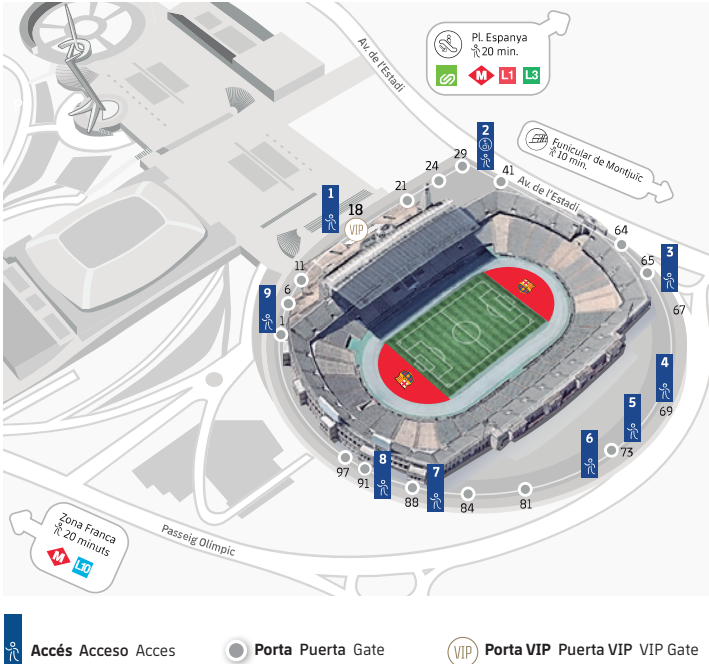 Pl. Espanya
20 min.
M L1 L3
Av. de l'Estadi
Funicular de Montjuïc
10 min.
Av. de l'Estadi
2
29
24
41
21
1
18
VIP
64
65
3
11
6
9
1
67
4
69
5
73
6
97
91
8
88
7
84
81
Zona Franca
20 minuts
M L10
Passeig Olímpic
Accés Acceso Acces
Porta Puerta Gate
VIP Porta VIP Puerta VIP VIP Gate